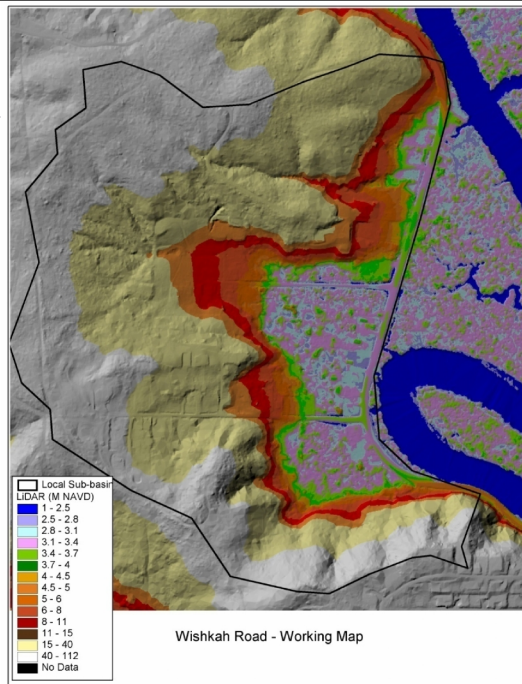 Local Sub-basin
LiDAR (M NAVD)
1 - 2.5
2.5 - 2.8
2.8 - 3.1
3.1 - 3.4
3.4 - 3.7
3.7 - 4
4 - 4.5
4.5 - 5
5 - 6
6 - 8
8 - 11
11 - 15
15 - 40
40 - 112
No Data
Wishkah Road - Working Map